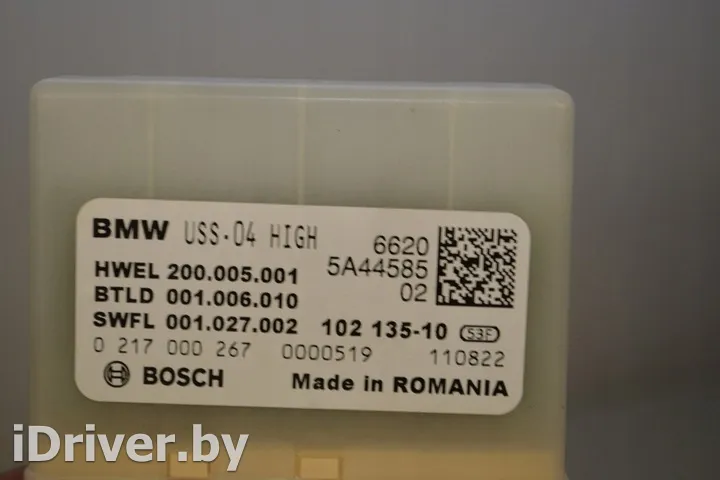 BMW USS-04 HIGH
6620
5A44585
02
HWEL 200.005.001
BTLD 001.006.010
SWFL 001.027.002 102 135-10 S3F
0 217 000 267 0000519 110822
BOSCH Made in ROMANIA
iDriver.by